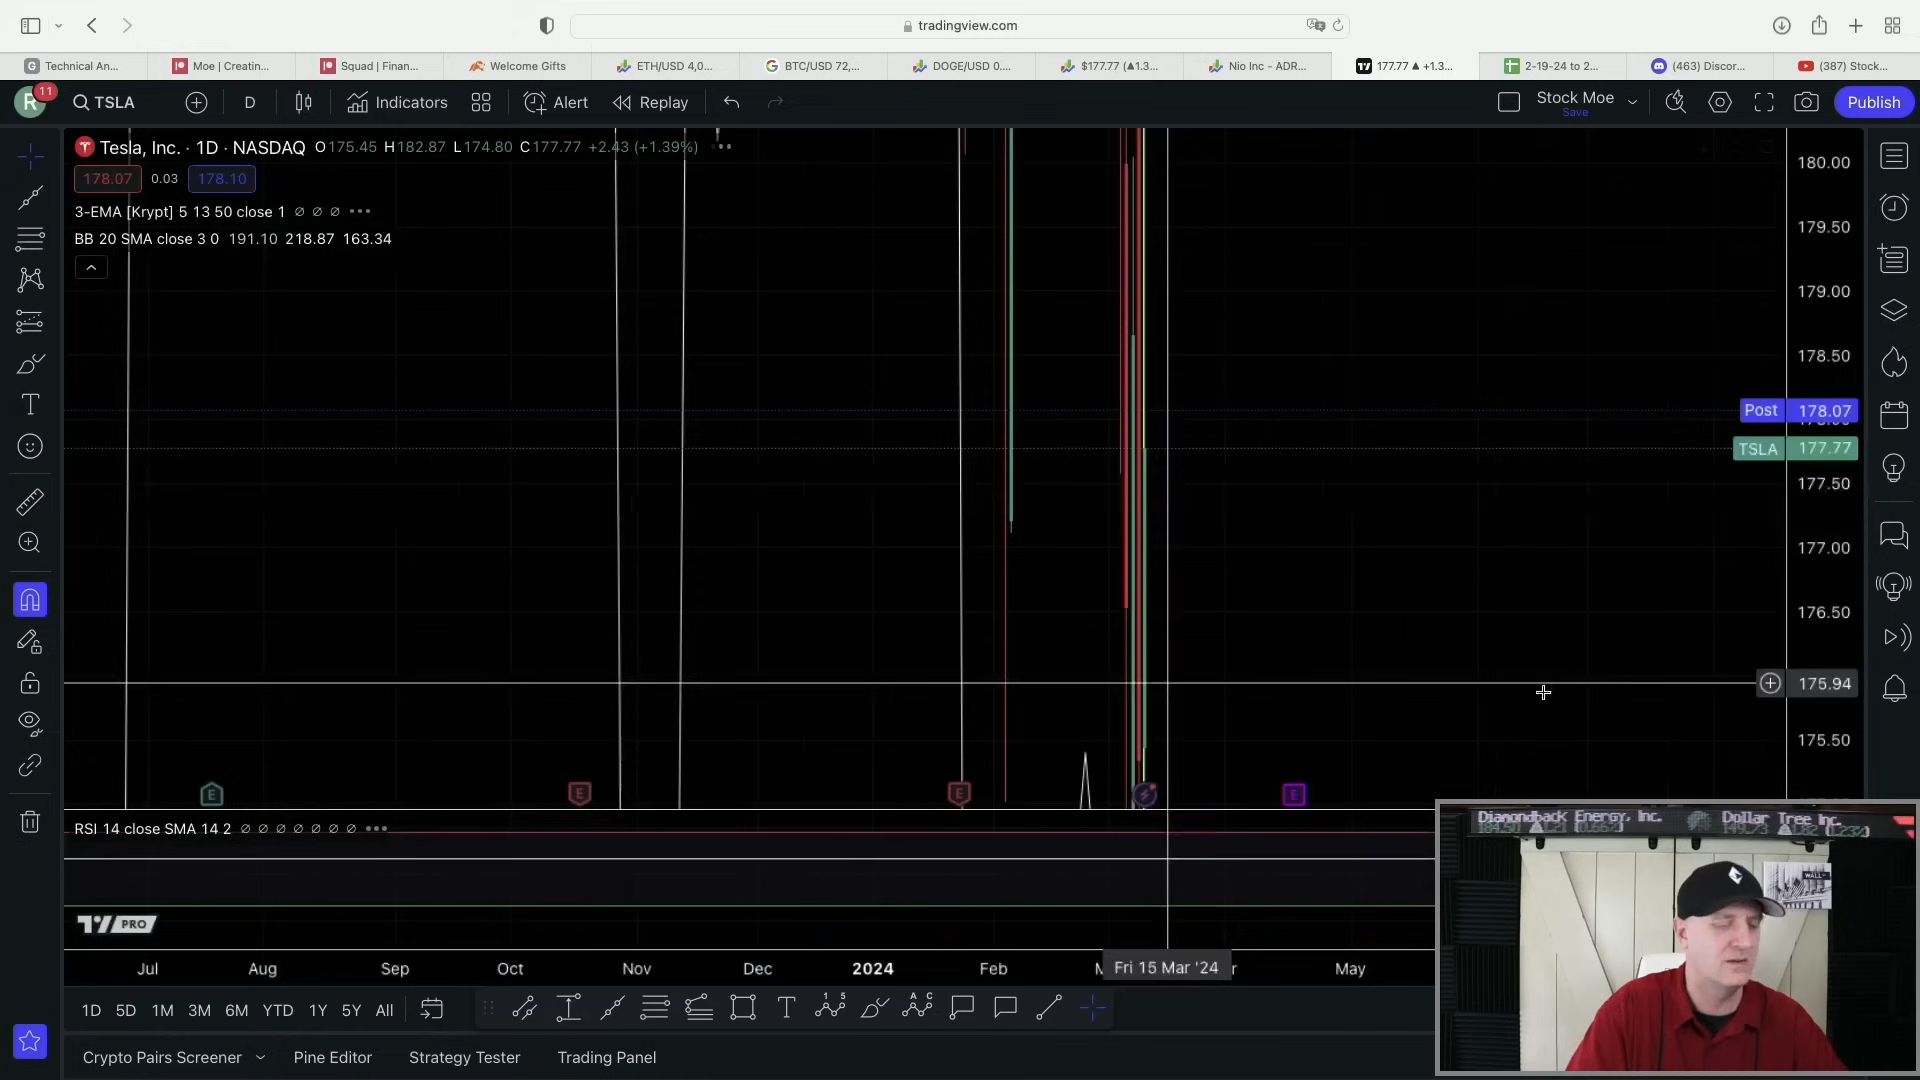 tradingview.com
Technical An...
Moe | Creatin...
Squad | Finan...
Welcome Gifts
ETH/USD 4,0...
BTC/USD 72,...
DOGE/USD 0....
$177.77 (▲1.3...
Nio Inc - ADR...
177.77 ▲ +1.3...
2-19-24 to 2...
(463) Discor...
(387) Stock...
R 11 TSLA D Indicators Alert Replay Stock Moe Save Publish
Tesla, Inc. · 1D · NASDAQ O175.45 H182.87 L174.80 C177.77 +2.43 (+1.39%)
178.07 0.03 178.10
3-EMA [Krypt] 5 13 50 close 1 ∅ ∅ ∅
BB 20 SMA close 3 0 191.10 218.87 163.34
180.00
179.50
179.00
178.50
Post 178.07
TSLA 177.77
177.50
177.00
176.50
175.94
175.50
E E E E
RSI 14 close SMA 14 2 ∅ ∅ ∅ ∅ ∅ ∅ ∅
PRO
Jul Aug Sep Oct Nov Dec 2024 Feb Fri 15 Mar '24 May
1D 5D 1M 3M 6M YTD 1Y 5Y All
Crypto Pairs Screener Pine Editor Strategy Tester Trading Panel
Diamondback Energy, Inc. Dollar Tree Inc.
184.50 ▲1.21 (0.66%)
WALL